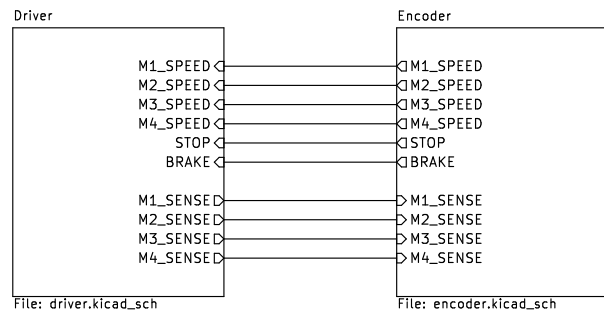 Driver
M1_SPEED
M2_SPEED
M3_SPEED
M4_SPEED
STOP
BRAKE
M1_SENSE
M2_SENSE
M3_SENSE
M4_SENSE
File: driver.kicad_sch
Encoder
M1_SPEED
M2_SPEED
M3_SPEED
M4_SPEED
STOP
BRAKE
M1_SENSE
M2_SENSE
M3_SENSE
M4_SENSE
File: encoder.kicad_sch